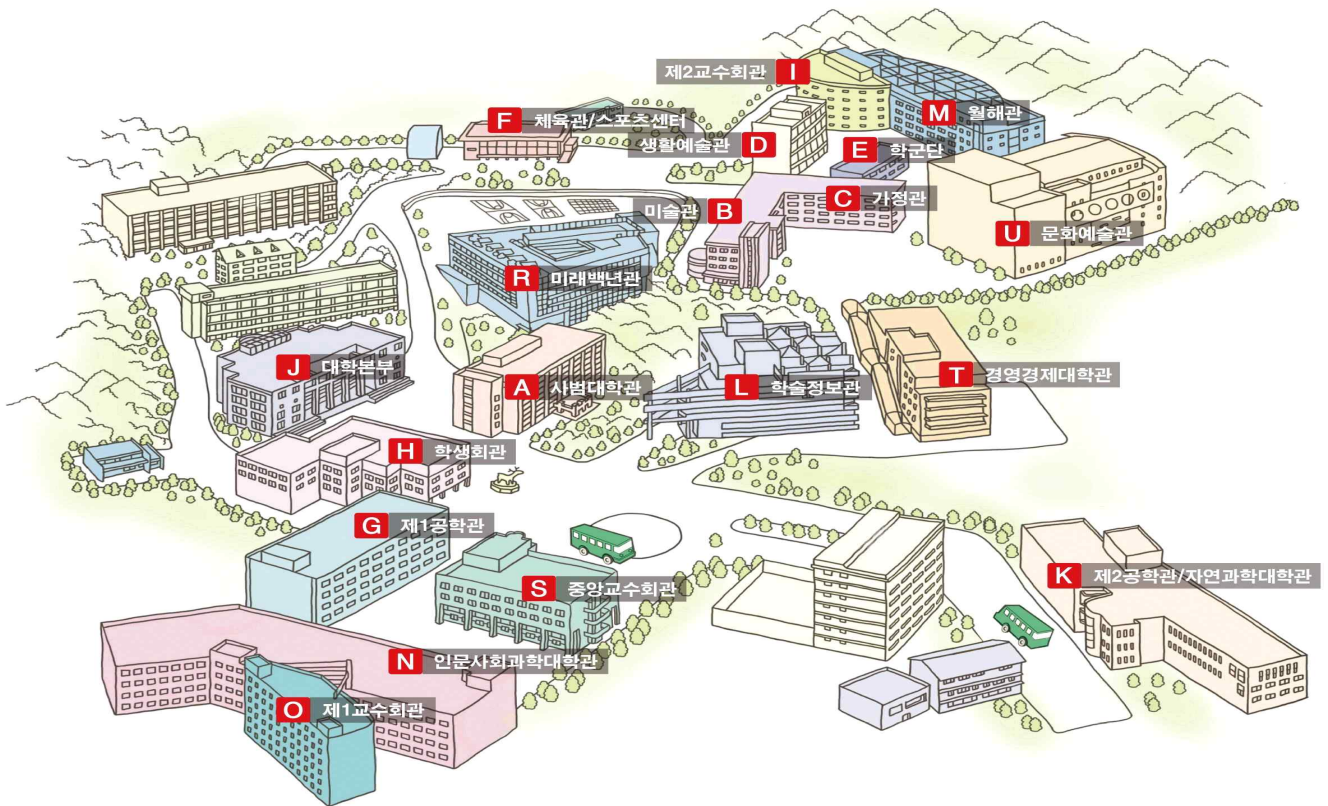 제2교수회관 I
M 월해관
F 체육관/스포츠센터
생활예술관 D
E 학군단
미술관 B
C 가정관
U 문화예술관
R 미래백년관
J 대학본부
A 사범대학관
L 학술정보관
T 경영경제대학관
H 학생회관
G 제1공학관
S 중앙교수회관
K 제2공학관/자연과학대학관
N 인문사회과학대학관
O 제1교수회관